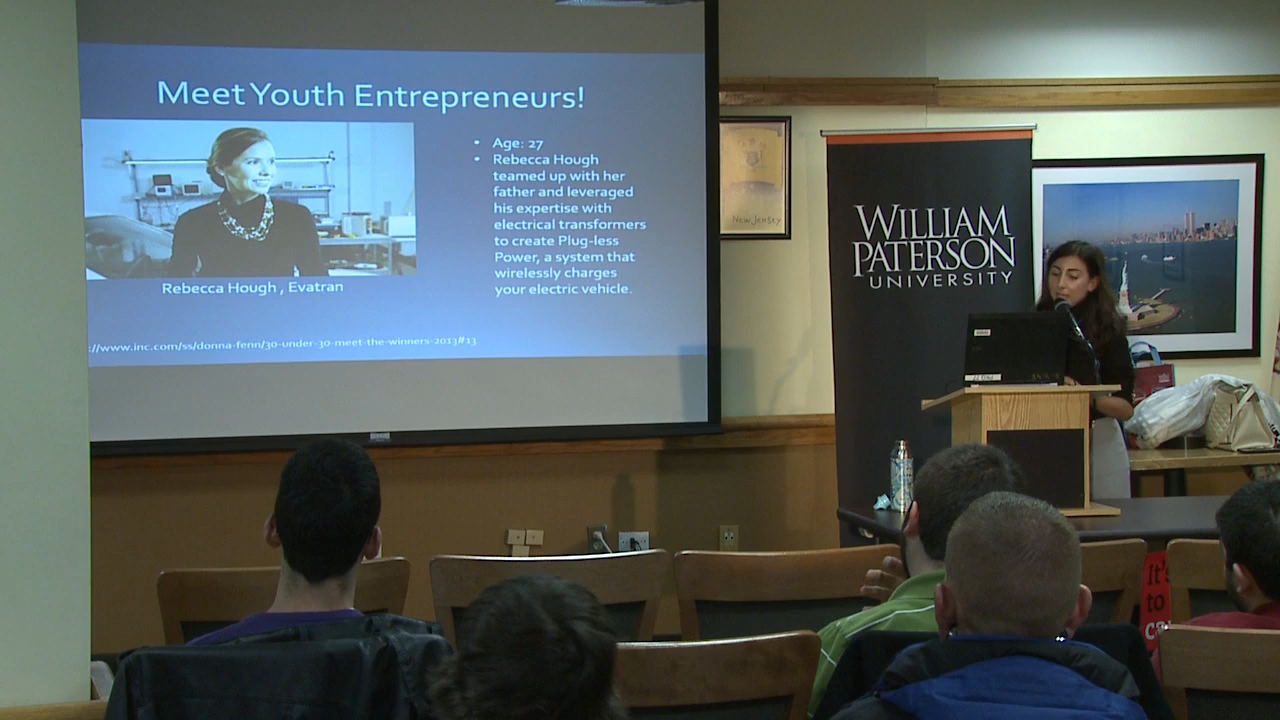 Meet Youth Entrepreneurs!
Age: 27
Rebecca Hough
teamed up with her
father and leveraged
his expertise with
electrical transformers
to create Plug-less
Power, a system that
wirelessly charges
your electric vehicle.
Rebecca Hough , Evatran
://www.inc.com/ss/donna-fenn/30-under-30-meet-the-winners-2013#13
New Jersey
WILLIAM
PATERSON
UNIVERSITY
It's
to